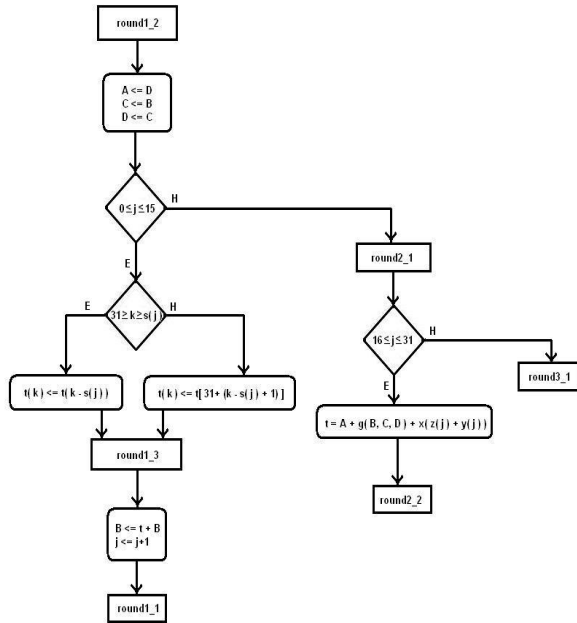 round1_2
A <= D
C <= B
D <= C
0≤j≤15
H
E
round2_1
31≥k≥s(j)
E
H
16≤j≤31
H
E
round3_1
t(k) <= t(k-s(j))
t(k) <= t[31+(k-s(j)+1)]
t = A + g(B, C, D) + x(z(j) + y(j))
round1_3
round2_2
B <= t + B
j <= j+1
round1_1